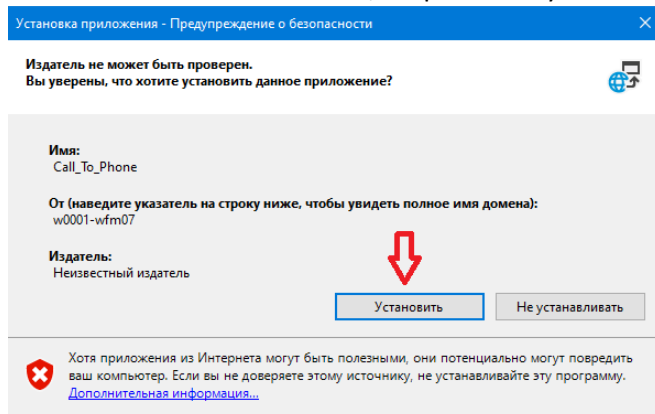 Установка приложения - Предупреждение о безопасности
Издатель не может быть проверен.
Вы уверены, что хотите установить данное приложение?
Имя:
Call_To_Phone
От (наведите указатель на строку ниже, чтобы увидеть полное имя домена):
w0001-wfm07
Издатель:
Неизвестный издатель
Установить Не устанавливать
Хотя приложения из Интернета могут быть полезными, они потенциально могут повредить
ваш компьютер. Если вы не доверяете этому источнику, не устанавливайте эту программу.
Дополнительная информация...